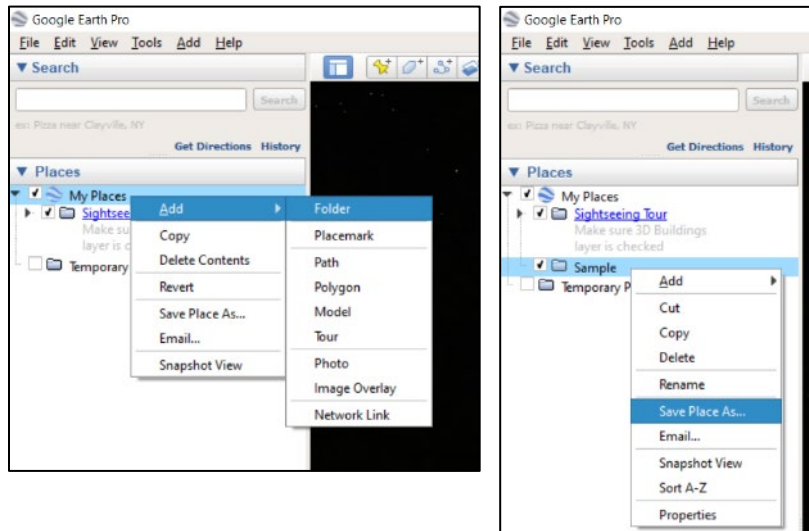 Google Earth Pro
File Edit View Tools Add Help
▼ Search
Search
ex: Pizza near Clayville, NY
Get Directions History
▼ Places
My Places
Sightsee
Make su
layer is c
Temporary
Add
Copy
Delete Contents
Revert
Save Place As...
Email...
Snapshot View
Folder
Placemark
Path
Polygon
Model
Tour
Photo
Image Overlay
Network Link
Google Earth Pro
File Edit View Tools Add Help
▼ Search
Search
ex: Pizza near Clayville, NY
Get Directions History
▼ Places
My Places
Sightseeing Tour
Make sure 3D Buildings
layer is checked
Sample
Temporary P
Add
Cut
Copy
Delete
Rename
Save Place As...
Email...
Snapshot View
Sort A-Z
Properties